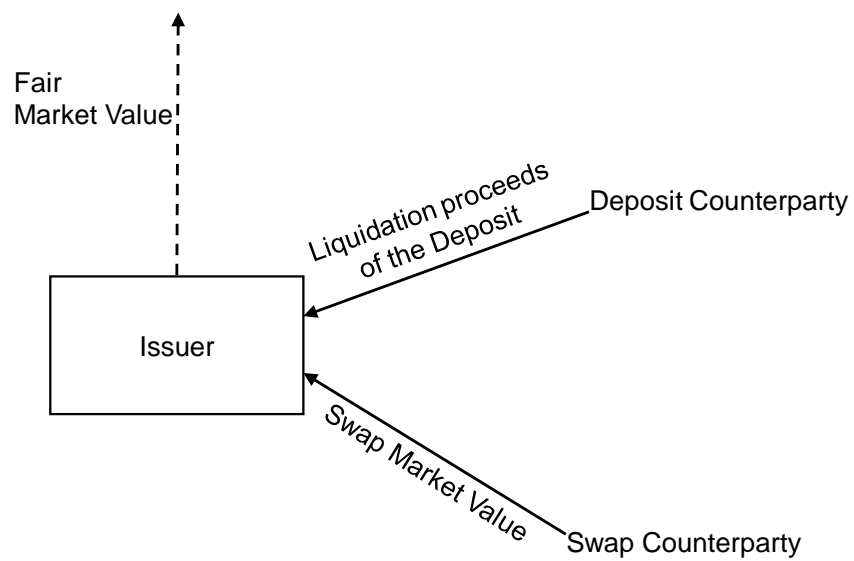 Fair
Market Value
Liquidation proceeds
of the Deposit
Deposit Counterparty
Issuer
Swap Market Value
Swap Counterparty